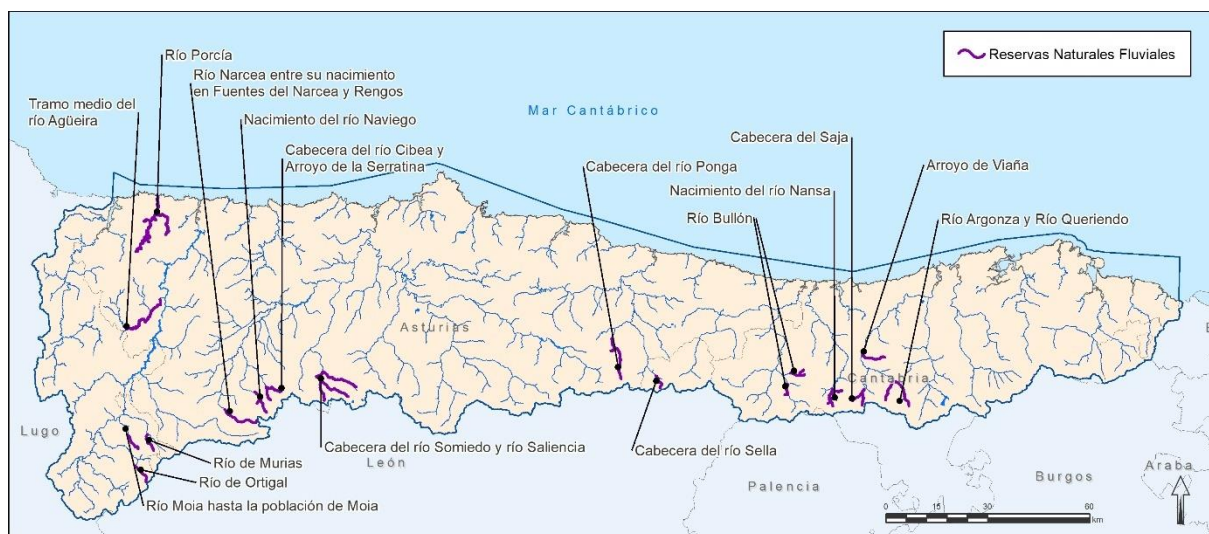 Río Porcía
Reservas Naturales Fluviales
Río Narcea entre su nacimiento
en Fuentes del Narcea y Rengos
Tramo medio del
río Agüeira
Nacimiento del río Naviego
Mar Cantábrico
Cabecera del río Cibea y
Arroyo de la Serratina
Cabecera del Saja
Cabecera del río Ponga
Arroyo de Viaña
Nacimiento del río Nansa
Río Bullón
Río Argonza y Río Queriendo
Asturias
Cantabria
Lugo
Cabecera del río Somiedo y río Saliencia
Cabecera del río Sella
León
Río de Murias
Río de Ortigal
Río Moia hasta la población de Moia
Palencia
Burgos
Araba
0 15 30 60
km